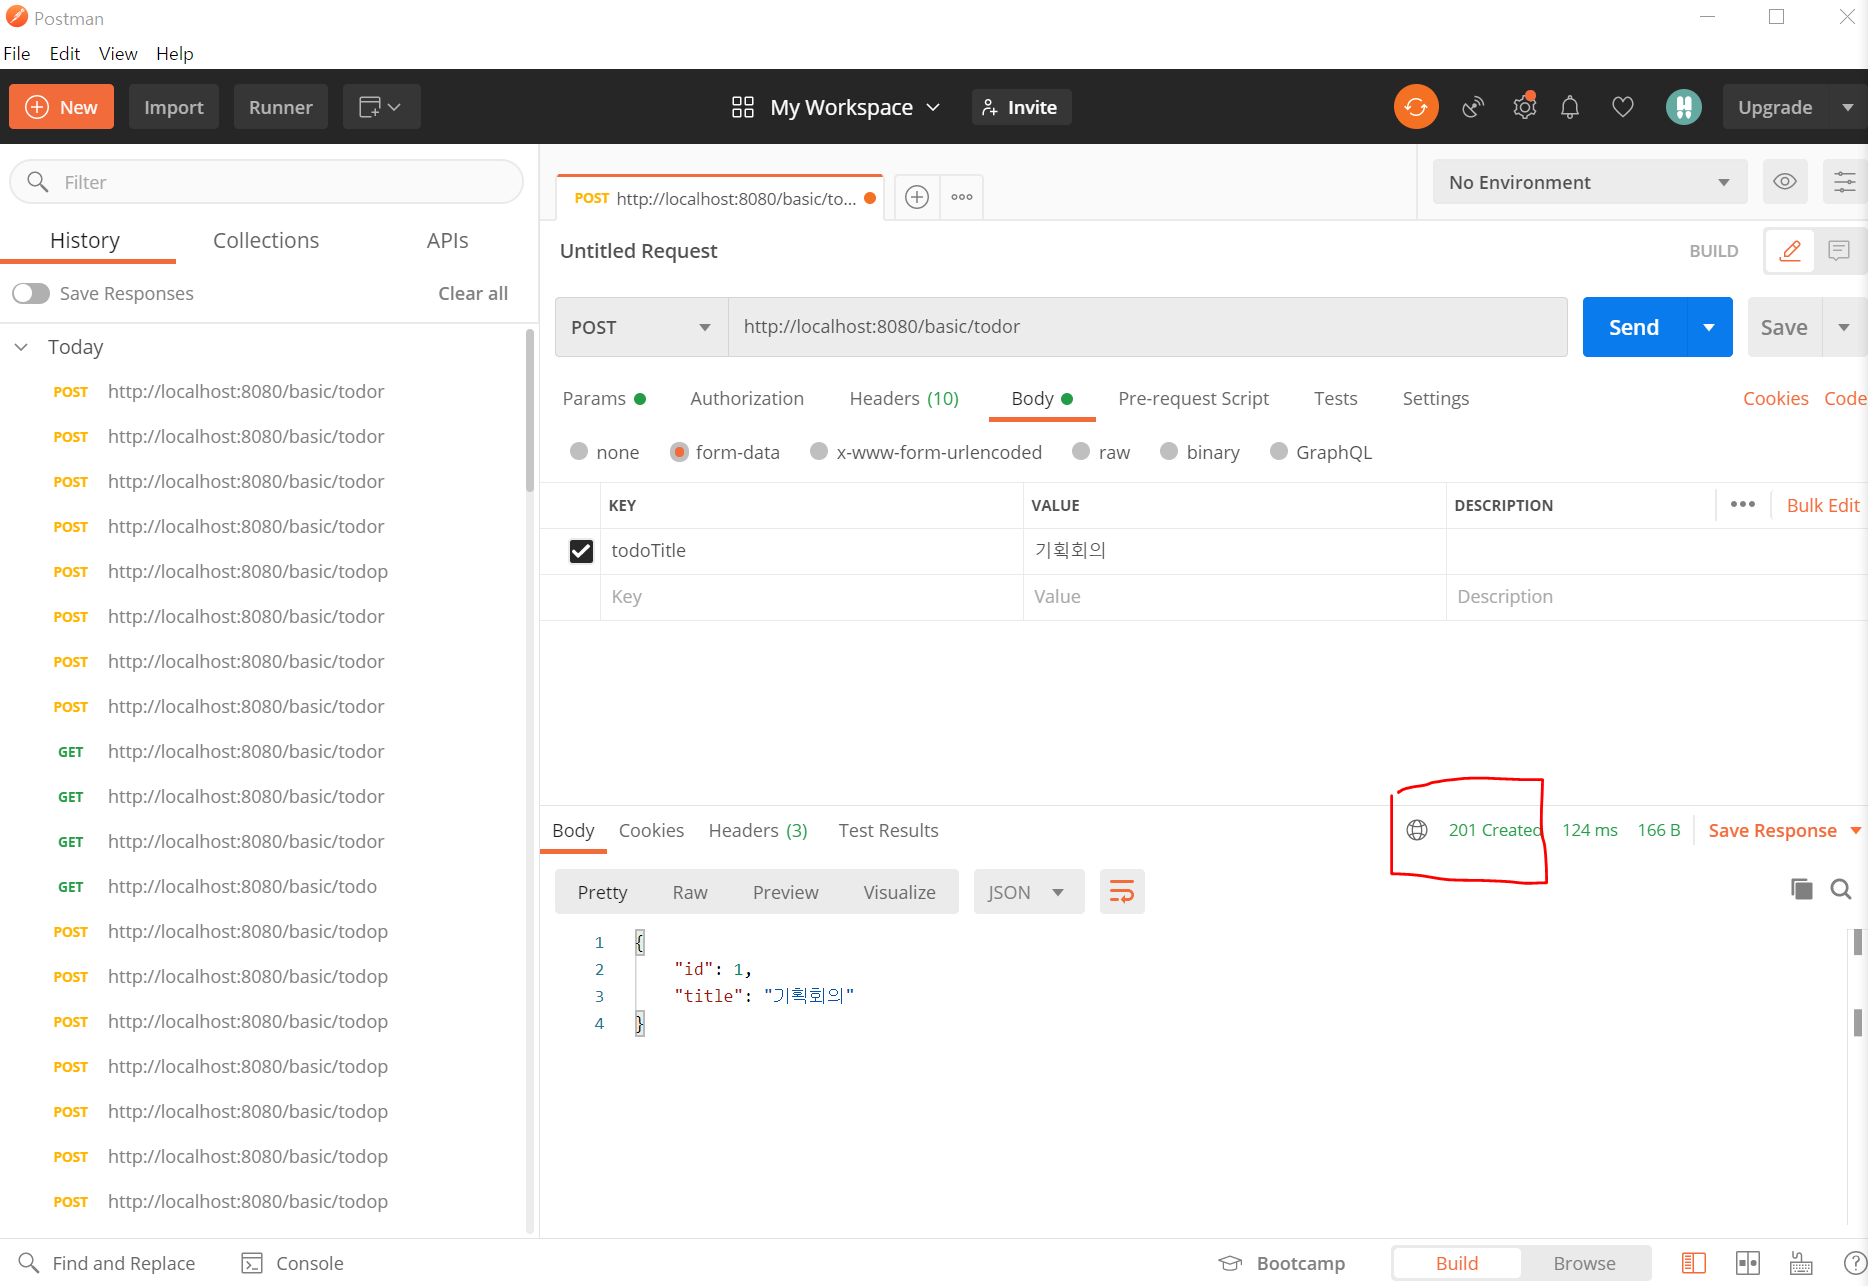 Postman
File Edit View Help
New Import Runner My Workspace Invite Upgrade
Filter
History Collections APIs
Save Responses Clear all
Today
POST http://localhost:8080/basic/todor
POST http://localhost:8080/basic/todor
POST http://localhost:8080/basic/todor
POST http://localhost:8080/basic/todor
POST http://localhost:8080/basic/todop
POST http://localhost:8080/basic/todor
POST http://localhost:8080/basic/todor
POST http://localhost:8080/basic/todor
GET http://localhost:8080/basic/todor
GET http://localhost:8080/basic/todor
GET http://localhost:8080/basic/todor
GET http://localhost:8080/basic/todo
POST http://localhost:8080/basic/todop
POST http://localhost:8080/basic/todop
POST http://localhost:8080/basic/todop
POST http://localhost:8080/basic/todop
POST http://localhost:8080/basic/todop
POST http://localhost:8080/basic/todop
POST http://localhost:8080/basic/todop
POST http://localhost:8080/basic/to... No Environment
Untitled Request BUILD
POST http://localhost:8080/basic/todor Send Save
Params Authorization Headers (10) Body Pre-request Script Tests Settings Cookies Code
none form-data x-www-form-urlencoded raw binary GraphQL
KEY VALUE DESCRIPTION Bulk Edit
todoTitle 기획회의
Key Value Description
Body Cookies Headers (3) Test Results 201 Created 124 ms 166 B Save Response
Pretty Raw Preview Visualize JSON
1 {
2 "id": 1,
3 "title": "기획회의"
4 }
Find and Replace Console Bootcamp Build Browse